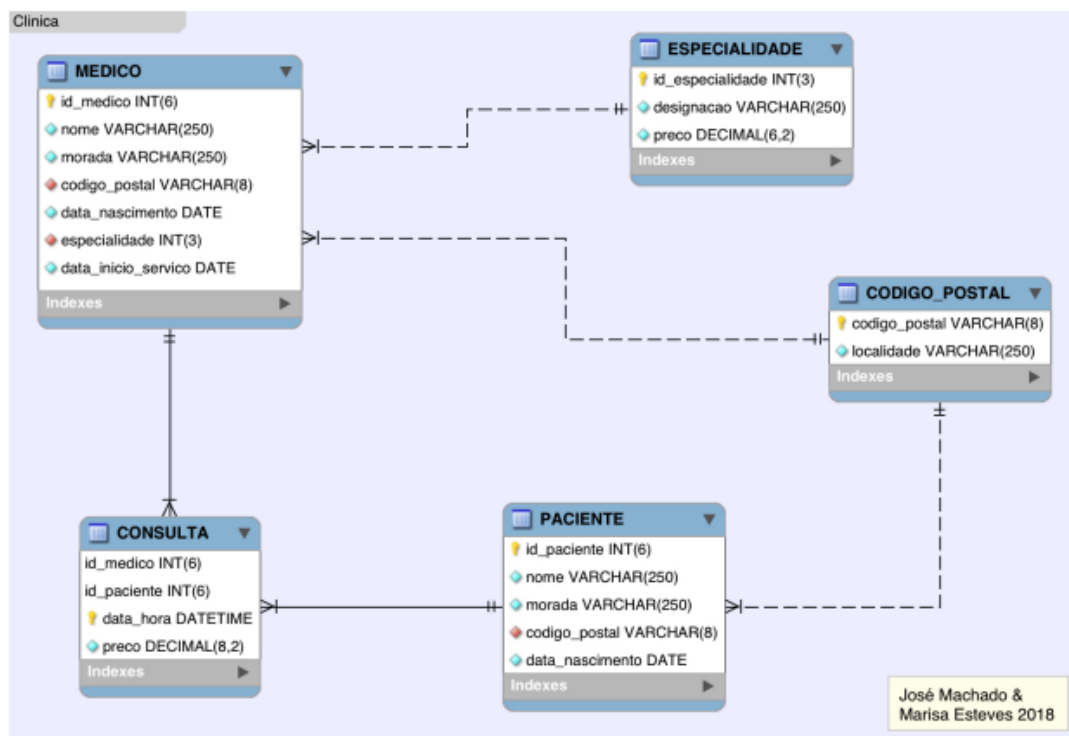 Clinica
MEDICO
id_medico INT(6)
nome VARCHAR(250)
morada VARCHAR(250)
codigo_postal VARCHAR(8)
data_nascimento DATE
especialidade INT(3)
data_inicio_servico DATE
Indexes
ESPECIALIDADE
id_especialidade INT(3)
designacao VARCHAR(250)
preco DECIMAL(6,2)
Indexes
CODIGO_POSTAL
codigo_postal VARCHAR(8)
localidade VARCHAR(250)
Indexes
CONSULTA
id_medico INT(6)
id_paciente INT(6)
data_hora DATETIME
preco DECIMAL(8,2)
Indexes
PACIENTE
id_paciente INT(6)
nome VARCHAR(250)
morada VARCHAR(250)
codigo_postal VARCHAR(8)
data_nascimento DATE
Indexes
José Machado &
Marisa Esteves 2018